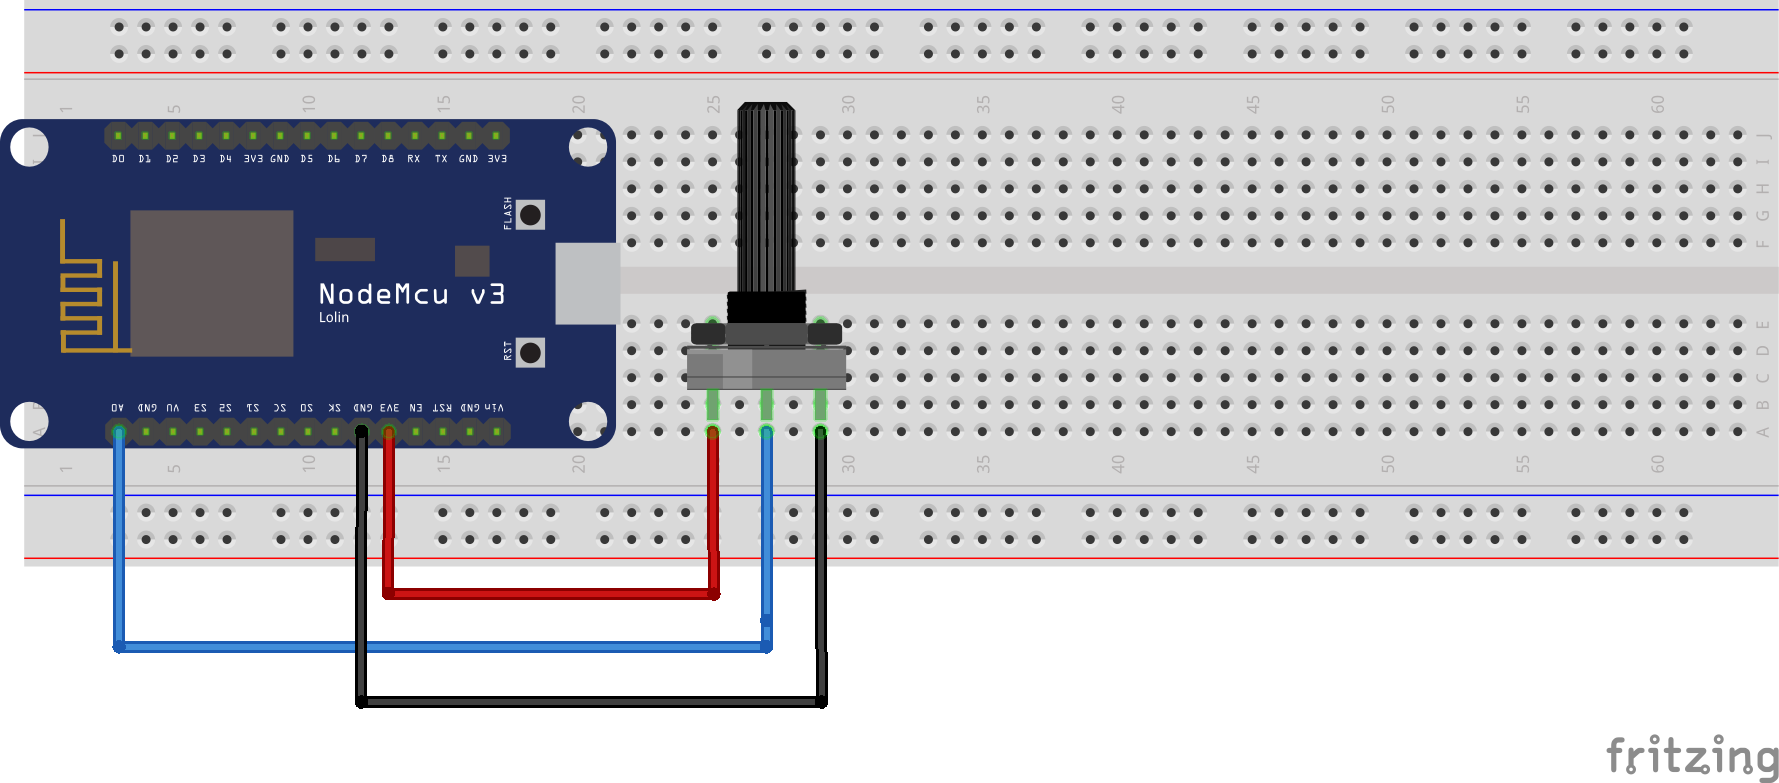 1 5 10 15 20 25 30 35 40 45 50 55 60
J
I
H
G
F
D0 D1 D2 D3 D4 3V3 GND D5 D6 D7 D8 RX TX GND 3V3
FLASH
NodeMcu v3
Lolin
RST
E
D
C
B
A
A0 GND VU S3 S2 S1 SC S0 SK GND 3V3 EN RST GND Vin
1 5 10 15 20 25 30 35 40 45 50 55 60
fritzing